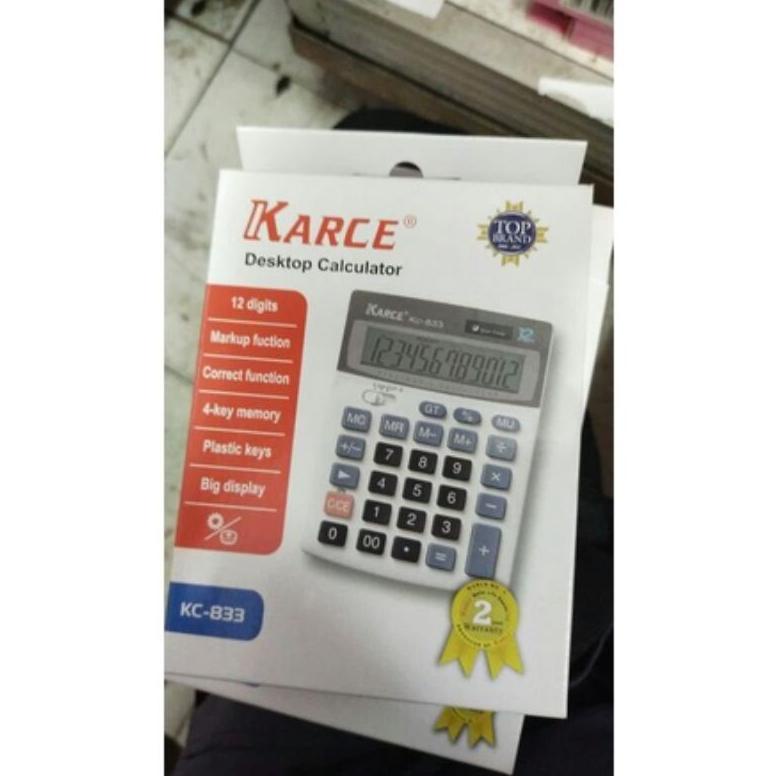 KARCE®
Desktop Calculator
TOP
BRAND
12 digits
Markup fuction
Correct function
4-key memory
Plastic keys
Big display
KC-833
KARCE® KC-833
12
123456789012
GT % MU
MC MR M- M+ ÷
+/- 7 8 9 ×
▶ 4 5 6 −
C/CE 1 2 3 +
0 00 • =
2
WARRANTY